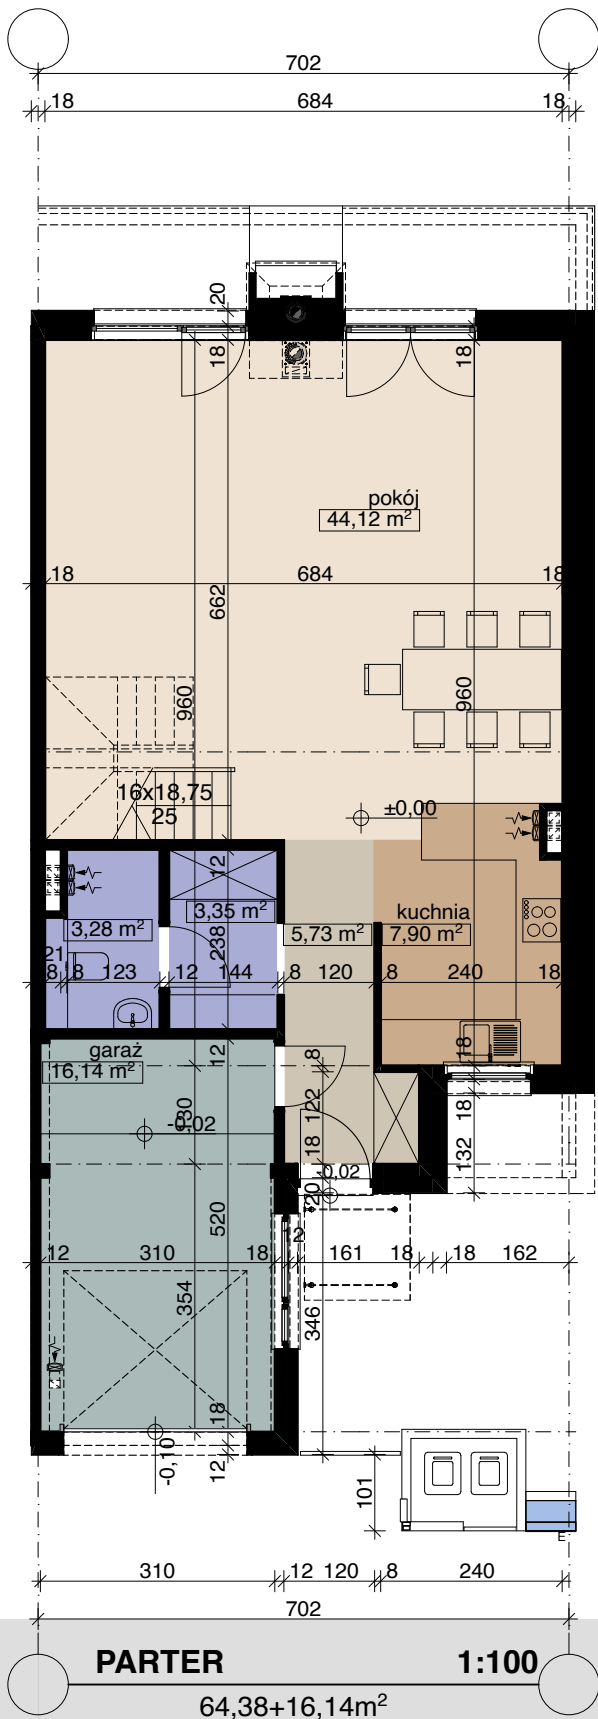 702
18 684 18
20
18 18
pokój
44,12 m²
18 684 18
662
960 960
16x18,75
25
±0,00
12
3,35 m²
kuchnia
3,28 m² 5,73 m² 7,90 m²
238
21
8 8 123 12 144 8 120 8 240 18
garaż
16,14 m²
12 8 18
122 18
-0,02
18 132
0,02
20
520
12
12 310 18 161 18 18 162
354 346
18
-0,10 12
101
E
310 12 120 8 240
702
PARTER 1:100
64,38+16,14m²